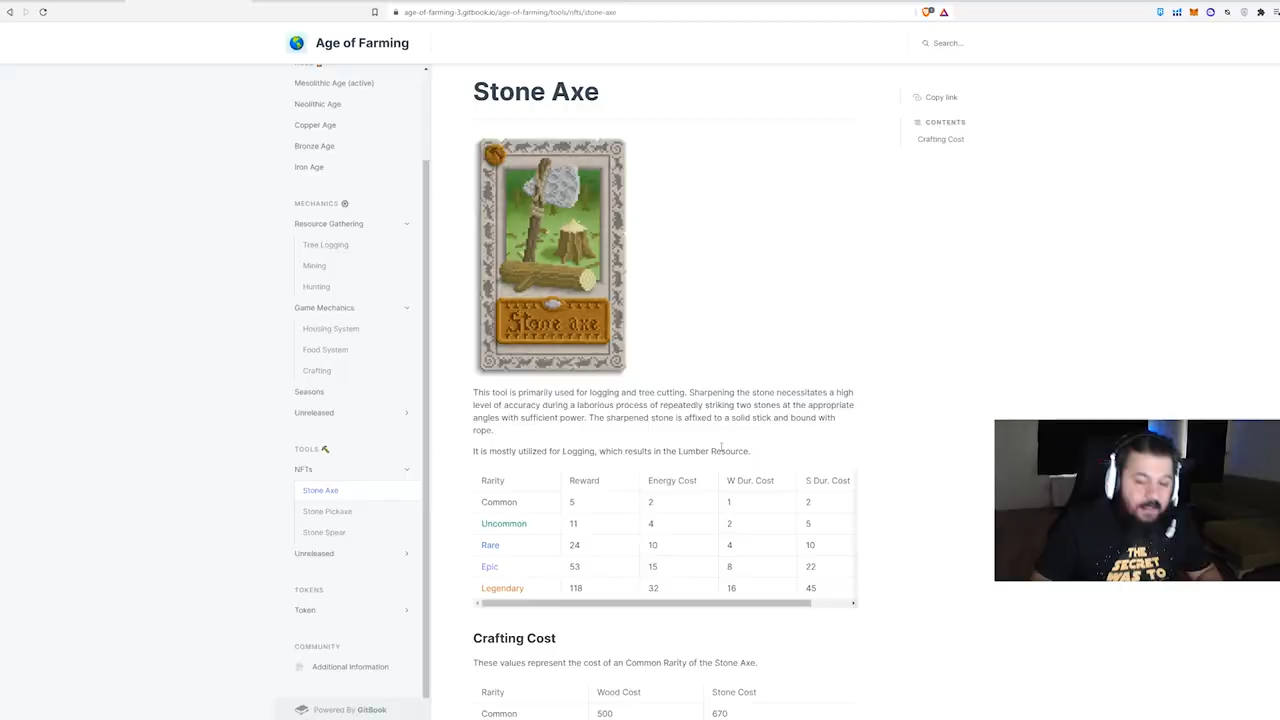 age-of-farming-3.gitbook.io/age-of-farming/tools/nfts/stone-axe
Age of Farming
Search...
Mesolithic Age (active)
Neolithic Age
Copper Age
Bronze Age
Iron Age
MECHANICS
Resource Gathering
Tree Logging
Mining
Hunting
Game Mechanics
Housing System
Food System
Crafting
Seasons
Unreleased
TOOLS
NFTs
Stone Axe
Stone Pickaxe
Stone Spear
Unreleased
TOKENS
Token
COMMUNITY
Additional Information
Powered By GitBook
Stone Axe
Stone axe
This tool is primarily used for logging and tree cutting. Sharpening the stone necessitates a high
level of accuracy during a laborious process of repeatedly striking two stones at the appropriate
angles with sufficient power. The sharpened stone is affixed to a solid stick and bound with
rope.
It is mostly utilized for Logging, which results in the Lumber Resource.
Rarity Reward Energy Cost W Dur. Cost S Dur. Cost
Common 5 2 1 2
Uncommon 11 4 2 5
Rare 24 10 4 10
Epic 53 15 8 22
Legendary 118 32 16 45
Crafting Cost
These values represent the cost of an Common Rarity of the Stone Axe.
Rarity Wood Cost Stone Cost
Common 500 670
Copy link
CONTENTS
Crafting Cost
THE
SECRET
WAS TO